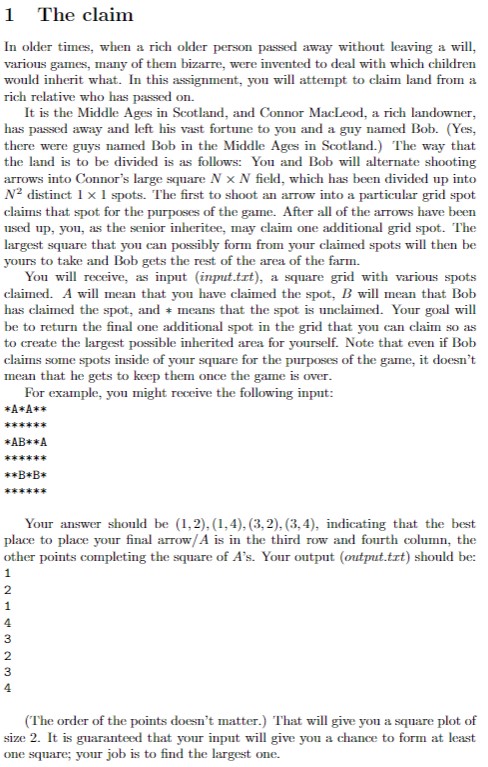 1 The claim
In older times, when a rich older person passed away without leaving a will,
various games, many of them bizarre, were invented to deal with which children
would inherit what. In this assignment, you will attempt to claim land from a
rich relative who has passed on.
It is the Middle Ages in Scotland, and Connor MacLeod, a rich landowner,
has passed away and left his vast fortune to you and a guy named Bob. (Yes,
there were guys named Bob in the Middle Ages in Scotland.) The way that
the land is to be divided is as follows: You and Bob will alternate shooting
arrows into Connor's large square N × N field, which has been divided up into
N² distinct 1 × 1 spots. The first to shoot an arrow into a particular grid spot
claims that spot for the purposes of the game. After all of the arrows have been
used up, you, as the senior inheritee, may claim one additional grid spot. The
largest square that you can possibly form from your claimed spots will then be
yours to take and Bob gets the rest of the area of the farm.
You will receive, as input (input.txt), a square grid with various spots
claimed. A will mean that you have claimed the spot, B will mean that Bob
has claimed the spot, and * means that the spot is unclaimed. Your goal will
be to return the final one additional spot in the grid that you can claim so as
to create the largest possible inherited area for yourself. Note that even if Bob
claims some spots inside of your square for the purposes of the game, it doesn't
mean that he gets to keep them once the game is over.
For example, you might receive the following input:
*A*A**
******
*AB**A
******
**B*B*
******
Your answer should be (1,2),(1,4),(3,2),(3,4), indicating that the best
place to place your final arrow/A is in the third row and fourth column, the
other points completing the square of A's. Your output (output.txt) should be:
1
2
1
4
3
2
3
4
(The order of the points doesn't matter.) That will give you a square plot of
size 2. It is guaranteed that your input will give you a chance to form at least
one square; your job is to find the largest one.